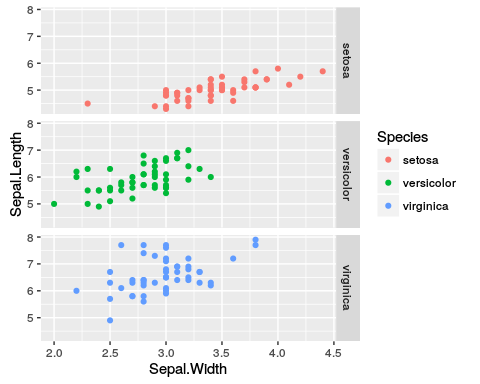 8
7
6
5
setosa
8
7
6
5
versicolor
8
7
6
5
virginica
2.0 2.5 3.0 3.5 4.0 4.5
Sepal.Width
Sepal.Length
Species
setosa
versicolor
virginica